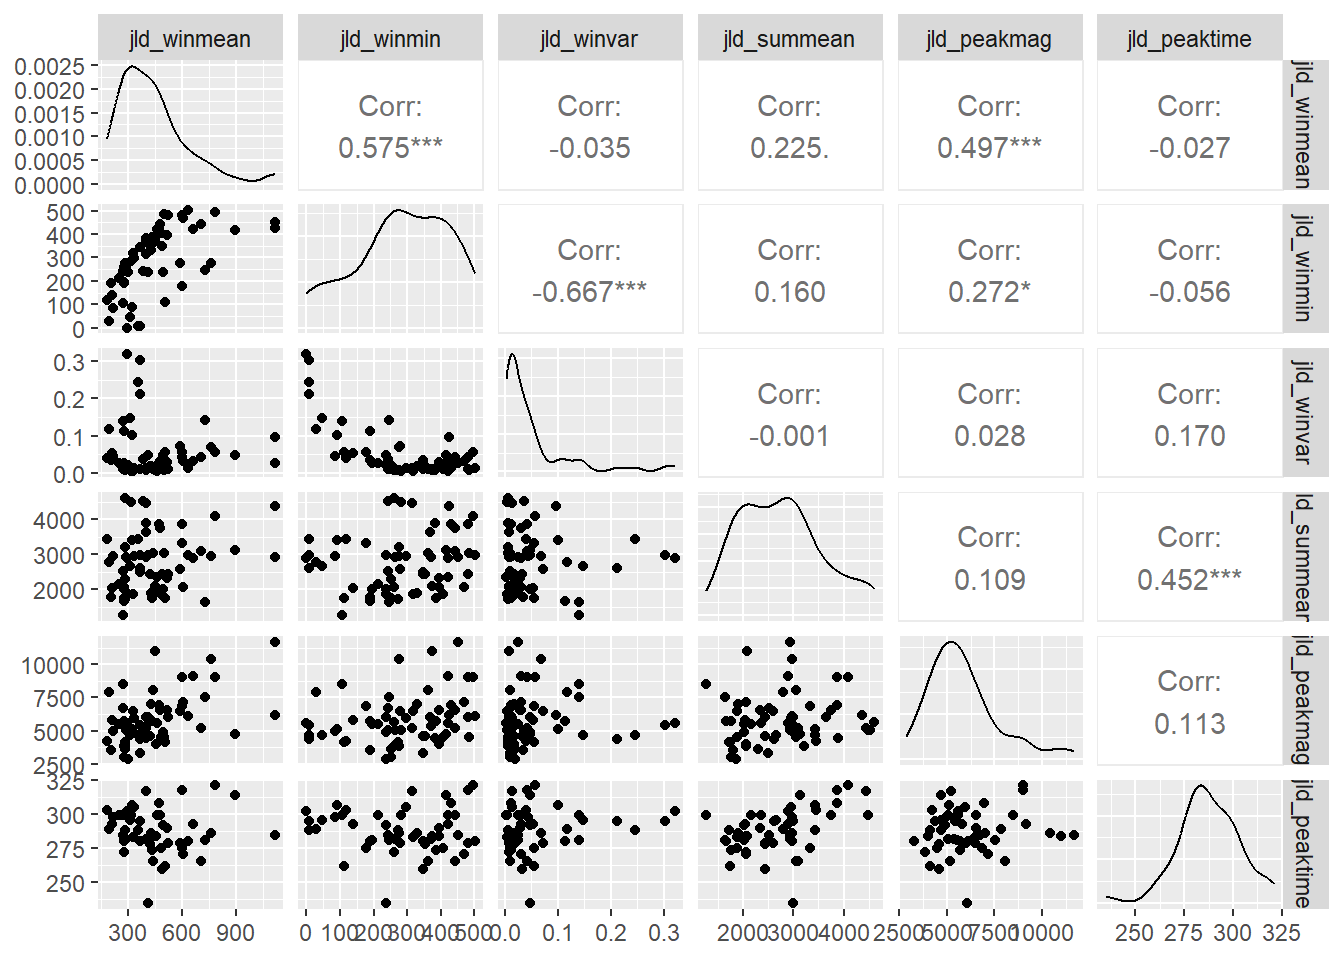 jld_winmean jld_winmin jld_winvar jld_summean jld_peakmag jld_peaktime
0.0025
0.0020
0.0015
0.0010
0.0005
0.0000
Corr:
0.575***
Corr:
-0.035
Corr:
0.225.
Corr:
0.497***
Corr:
-0.027
jld_winmean
500
400
300
200
100
0
Corr:
-0.667***
Corr:
0.160
Corr:
0.272*
Corr:
-0.056
jld_winmin
0.3
0.2
0.1
0.0
Corr:
-0.001
Corr:
0.028
Corr:
0.170
jld_winvar
4000
3000
2000
Corr:
0.109
Corr:
0.452***
ld_summear
10000
7500
5000
2500
Corr:
0.113
jld_peakmag
325
300
275
250
jld_peaktime
300 600 900
0 100 200 300 400 500
0.0 0.1 0.2 0.3
2000 3000 4000
2500 5000 7500 10000
250 275 300 325